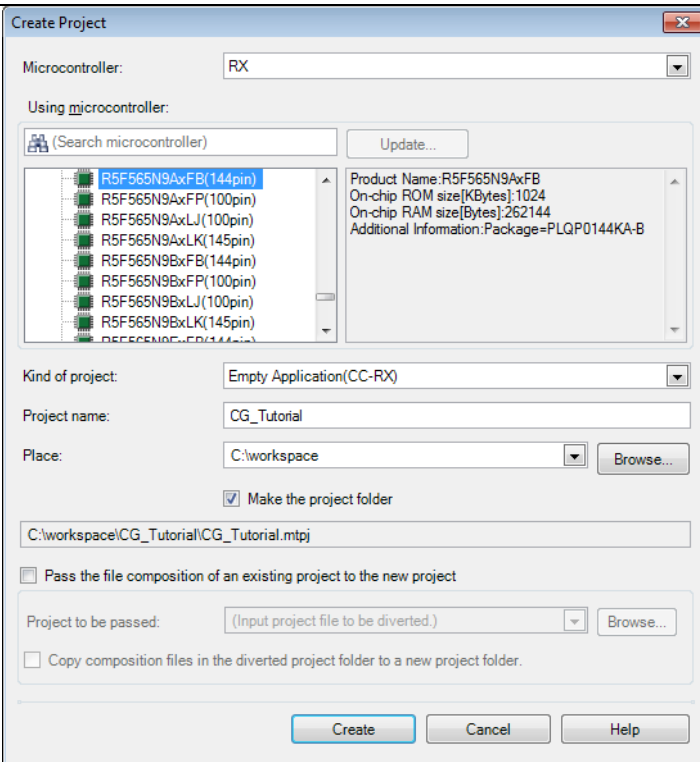 Create Project
Microcontroller: RX
Using microcontroller:
(Search microcontroller) Update...
R5F565N9AxFB(144pin)
R5F565N9AxFP(100pin)
R5F565N9AxLJ(100pin)
R5F565N9AxLK(145pin)
R5F565N9BxFB(144pin)
R5F565N9BxFP(100pin)
R5F565N9BxLJ(100pin)
R5F565N9BxLK(145pin)
Product Name:R5F565N9AxFB
On-chip ROM size[KBytes]:1024
On-chip RAM size[Bytes]:262144
Additional Information:Package=PLQP0144KA-B
Kind of project: Empty Application(CC-RX)
Project name: CG_Tutorial
Place: C:\workspace Browse...
Make the project folder
C:\workspace\CG_Tutorial\CG_Tutorial.mtpj
Pass the file composition of an existing project to the new project
Project to be passed: (Input project file to be diverted.) Browse...
Copy composition files in the diverted project folder to a new project folder.
Create Cancel Help